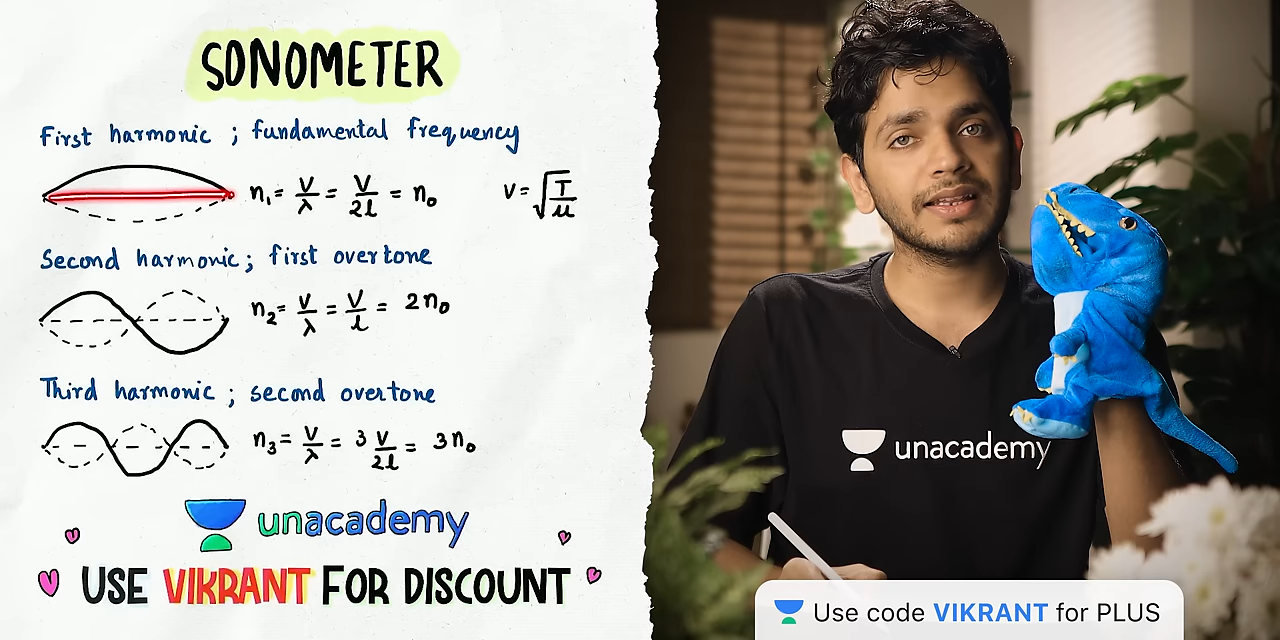 SONOMETER
First harmonic ; fundamental frequency
n₁ = V/λ = V/2l = n₀
V = √(T/μ)
Second harmonic ; first overtone
n₂ = V/λ = V/l = 2n₀
Third harmonic ; second overtone
n₃ = V/λ = 3 V/2l = 3n₀
unacademy
USE VIKRANT FOR DISCOUNT
unacademy
Use code VIKRANT for PLUS